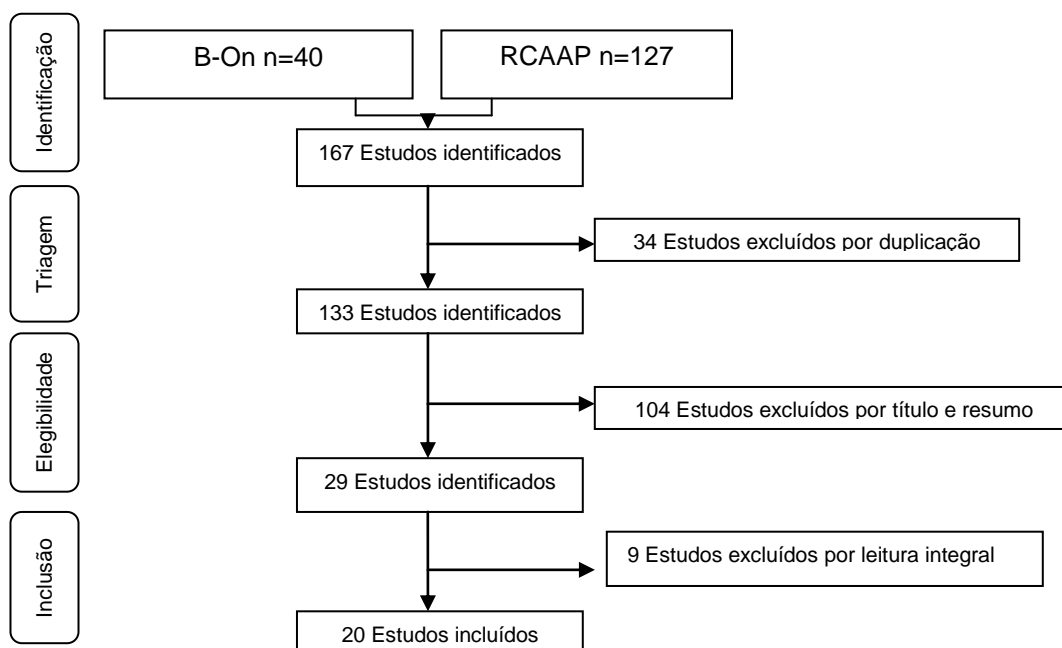 Identificação
B-On n=40
RCAAP n=127
167 Estudos identificados
Triagem
34 Estudos excluídos por duplicação
133 Estudos identificados
Elegibilidade
104 Estudos excluídos por título e resumo
29 Estudos identificados
Inclusão
9 Estudos excluídos por leitura integral
20 Estudos incluídos